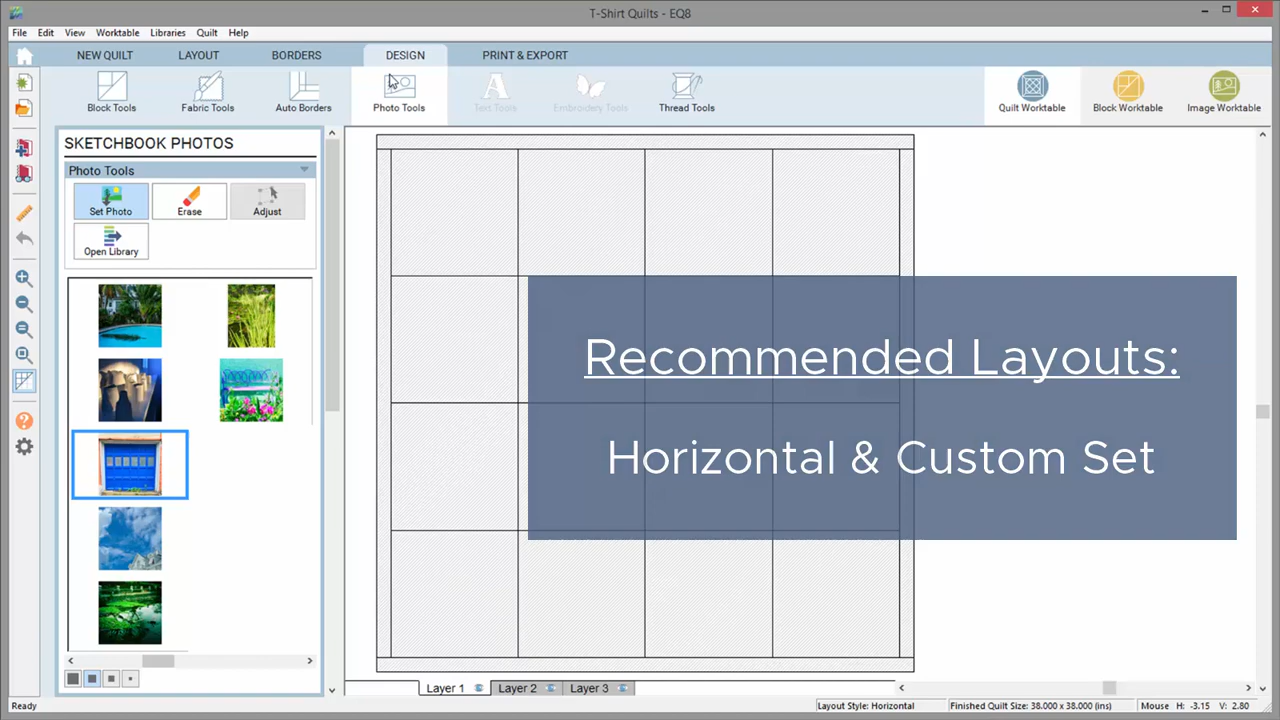 T-Shirt Quilts - EQ8
File Edit View Worktable Libraries Quilt Help
NEW QUILT LAYOUT BORDERS DESIGN PRINT & EXPORT
Block Tools Fabric Tools Auto Borders Photo Tools Text Tools Embroidery Tools Thread Tools Quilt Worktable Block Worktable Image Worktable
SKETCHBOOK PHOTOS
Photo Tools
Set Photo Erase Adjust
Open Library
Recommended Layouts:
Horizontal & Custom Set
Layer 1 Layer 2 Layer 3
Ready Layout Style: Horizontal Finished Quilt Size: 38.000 x 38.000 (ins) Mouse H: -3.15 V: 2.80